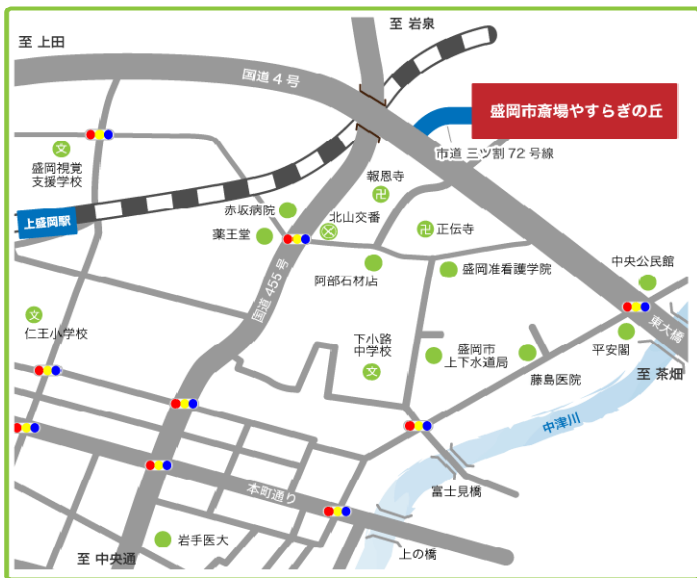 至 上田
至 岩泉
国道4号
盛岡市斎場やすらぎの丘
市道 三ツ割 72 号線
文
盛岡視覚
支援学校
報恩寺
卍
赤坂病院
北山交番
上盛岡駅
薬王堂
卍
正伝寺
中央公民館
阿部石材店
盛岡准看護学院
国道 455 号
文
仁王小学校
東大橋
下小路
中学校
文
盛岡市
上下水道局
平安閣
藤島医院
至 茶畑
中津川
本町通り
富士見橋
岩手医大
上の橋
至 中央通